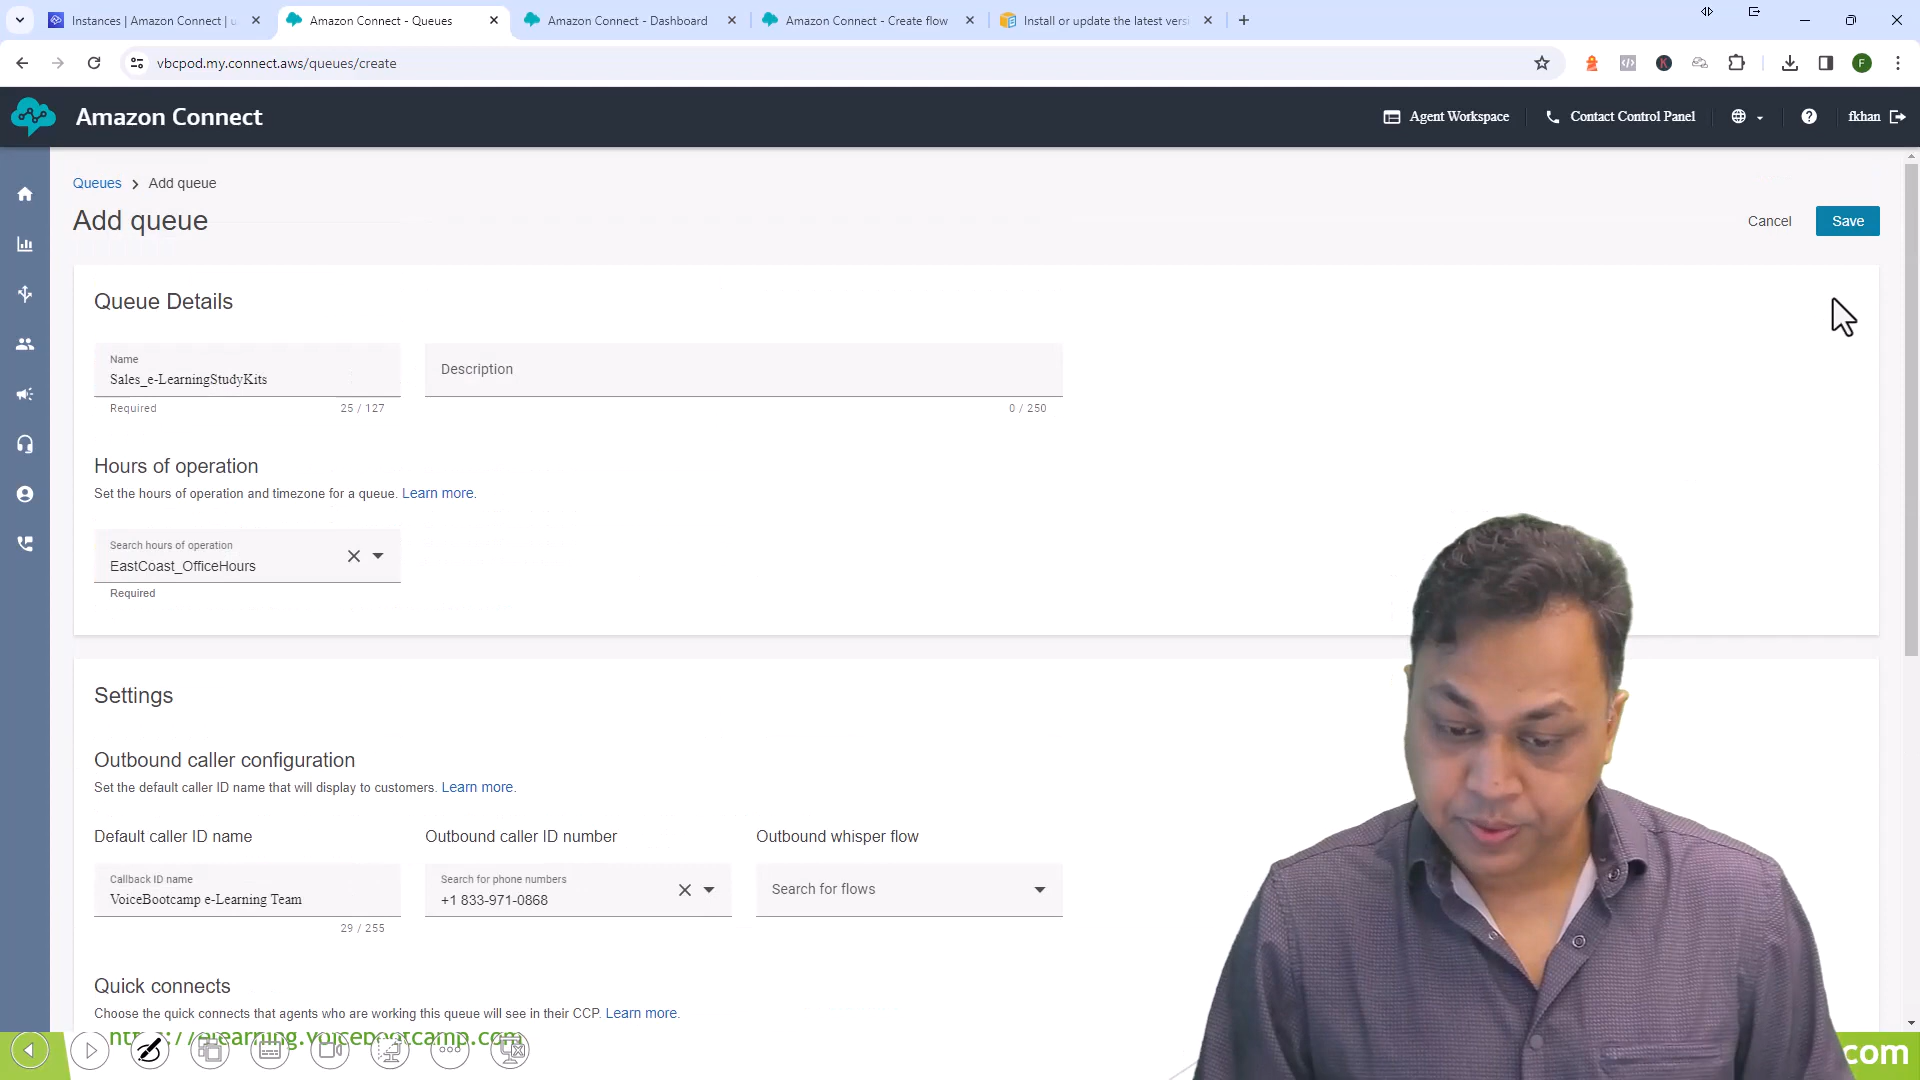 Instances | Amazon Connect | u
Amazon Connect - Queues
Amazon Connect - Dashboard
Amazon Connect - Create flow
Install or update the latest versi
vbcpod.my.connect.aws/queues/create
F
Amazon Connect
Agent Workspace
Contact Control Panel
fkhan
Queues > Add queue
Add queue
Cancel
Save
Queue Details
Name
Sales_e-LearningStudyKits
Required
25 / 127
Description
0 / 250
Hours of operation
Set the hours of operation and timezone for a queue. Learn more.
Search hours of operation
EastCoast_OfficeHours
Required
Settings
Outbound caller configuration
Set the default caller ID name that will display to customers. Learn more.
Default caller ID name
Outbound caller ID number
Outbound whisper flow
Callback ID name
VoiceBootcamp e-Learning Team
29 / 255
Search for phone numbers
+1 833-971-0868
Search for flows
Quick connects
Choose the quick connects that agents who are working this queue will see in their CCP. Learn more.
https://elearning.voicebootcamp.com
.com